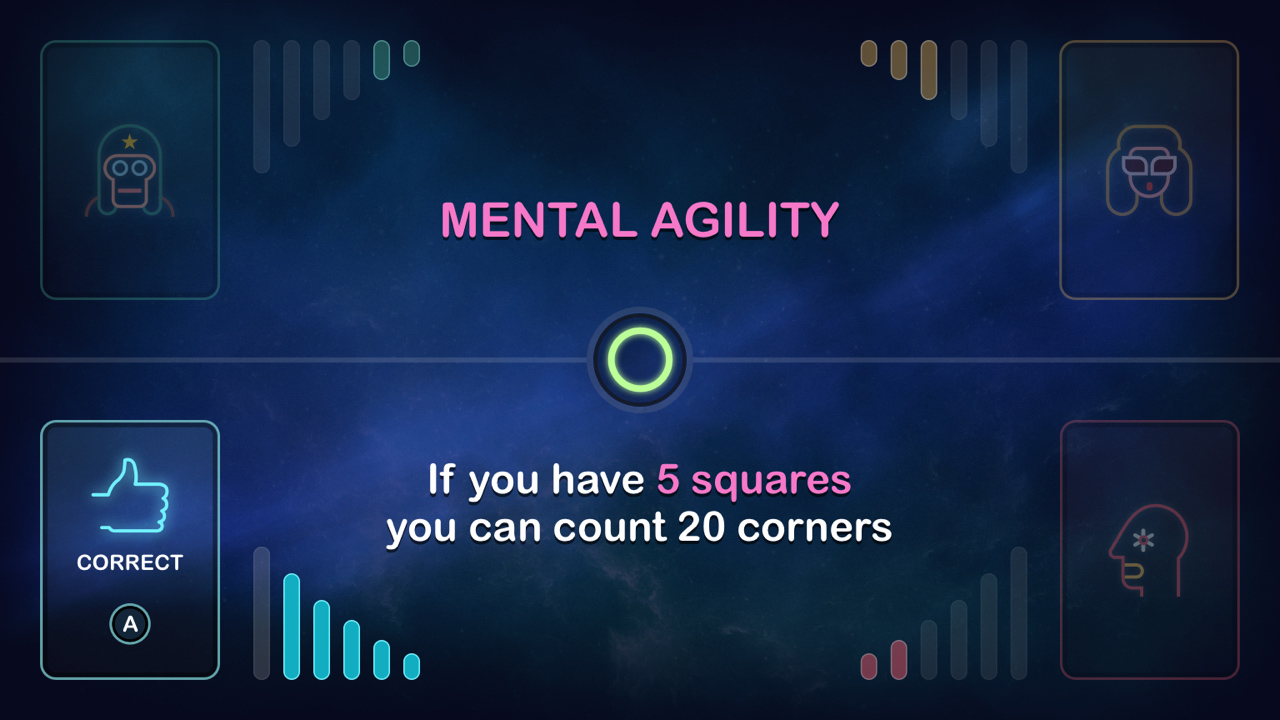 MENTAL AGILITY
If you have 5 squares
you can count 20 corners
CORRECT
A